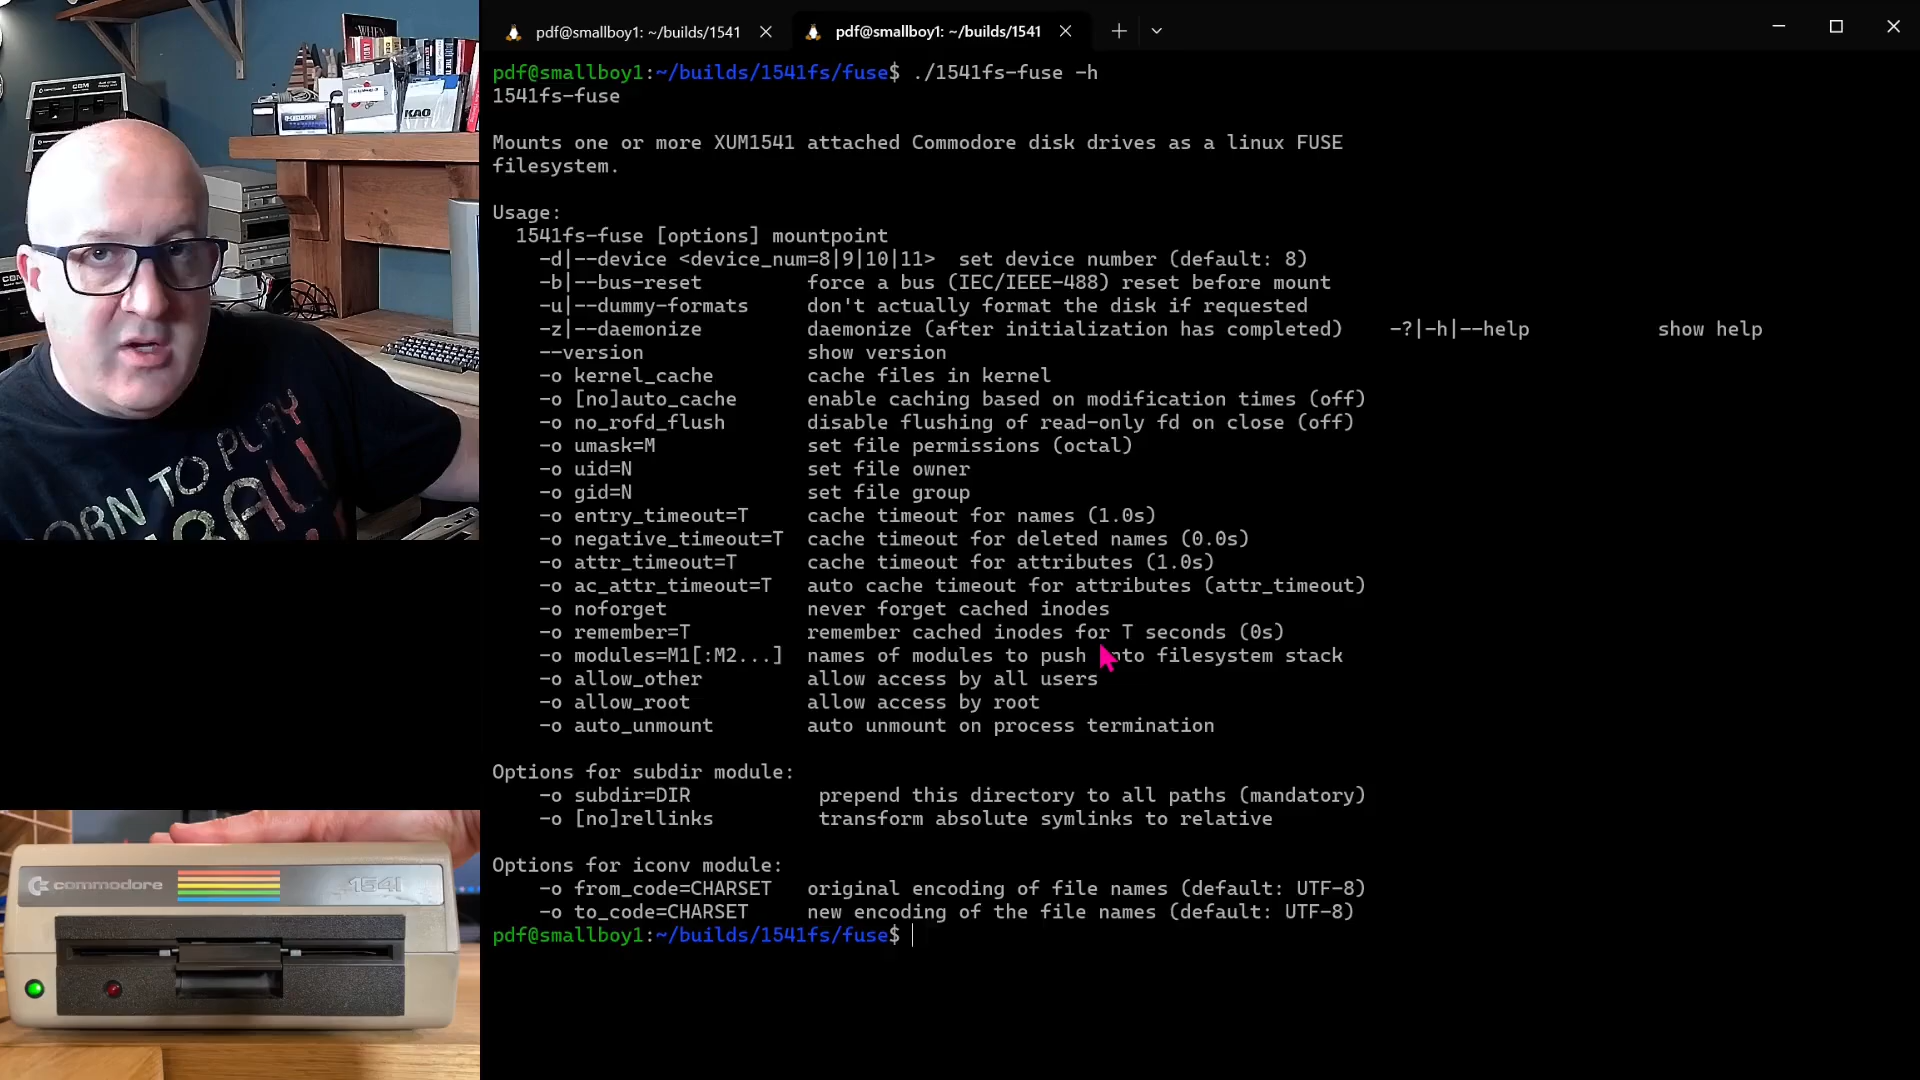 pdf@smallboy1: ~/builds/1541
pdf@smallboy1: ~/builds/1541
pdf@smallboy1:~/builds/1541fs/fuse$ ./1541fs-fuse -h
1541fs-fuse
Mounts one or more XUM1541 attached Commodore disk drives as a linux FUSE
filesystem.
Usage:
1541fs-fuse [options] mountpoint
-d|--device <device_num=8|9|10|11> set device number (default: 8)
-b|--bus-reset force a bus (IEC/IEEE-488) reset before mount
-u|--dummy-formats don't actually format the disk if requested
-z|--daemonize daemonize (after initialization has completed) -?|-h|--help show help
--version show version
-o kernel_cache cache files in kernel
-o [no]auto_cache enable caching based on modification times (off)
-o no_rofd_flush disable flushing of read-only fd on close (off)
-o umask=M set file permissions (octal)
-o uid=N set file owner
-o gid=N set file group
-o entry_timeout=T cache timeout for names (1.0s)
-o negative_timeout=T cache timeout for deleted names (0.0s)
-o attr_timeout=T cache timeout for attributes (1.0s)
-o ac_attr_timeout=T auto cache timeout for attributes (attr_timeout)
-o noforget never forget cached inodes
-o remember=T remember cached inodes for T seconds (0s)
-o modules=M1[:M2...] names of modules to push onto filesystem stack
-o allow_other allow access by all users
-o allow_root allow access by root
-o auto_unmount auto unmount on process termination
Options for subdir module:
-o subdir=DIR prepend this directory to all paths (mandatory)
-o [no]rellinks transform absolute symlinks to relative
Options for iconv module:
-o from_code=CHARSET original encoding of file names (default: UTF-8)
-o to_code=CHARSET new encoding of the file names (default: UTF-8)
pdf@smallboy1:~/builds/1541fs/fuse$
WHEN
KAO
CBM
TO PLAY
commodore
1541